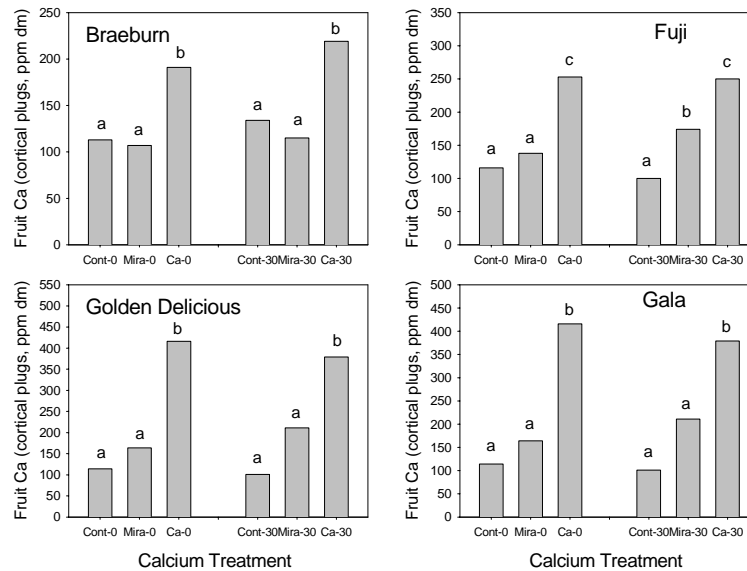 Fruit Ca (cortical plugs, ppm dm)
250
200
150
100
50
0
Braeburn
a
a
b
a
a
b
Cont-0 Mira-0 Ca-0 Cont-30 Mira-30 Ca-30
Fruit Ca (cortical plugs, ppm dm)
350
300
250
200
150
100
50
0
Fuji
a
a
c
a
b
c
Cont-0 Mira-0 Ca-0 Cont-30 Mira-30 Ca-30
Fruit Ca (cortical plugs, ppm dm)
550
500
450
400
350
300
250
200
150
100
50
0
Golden Delicious
a
a
b
a
a
b
Cont-0 Mira-0 Ca-0 Cont-30 Mira-30 Ca-30
Calcium Treatment
Fruit Ca (cortical plugs, ppm dm)
500
450
400
350
300
250
200
150
100
50
0
Gala
a
a
b
a
a
b
Cont-0 Mira-0 Ca-0 Cont-30 Mira-30 Ca-30
Calcium Treatment